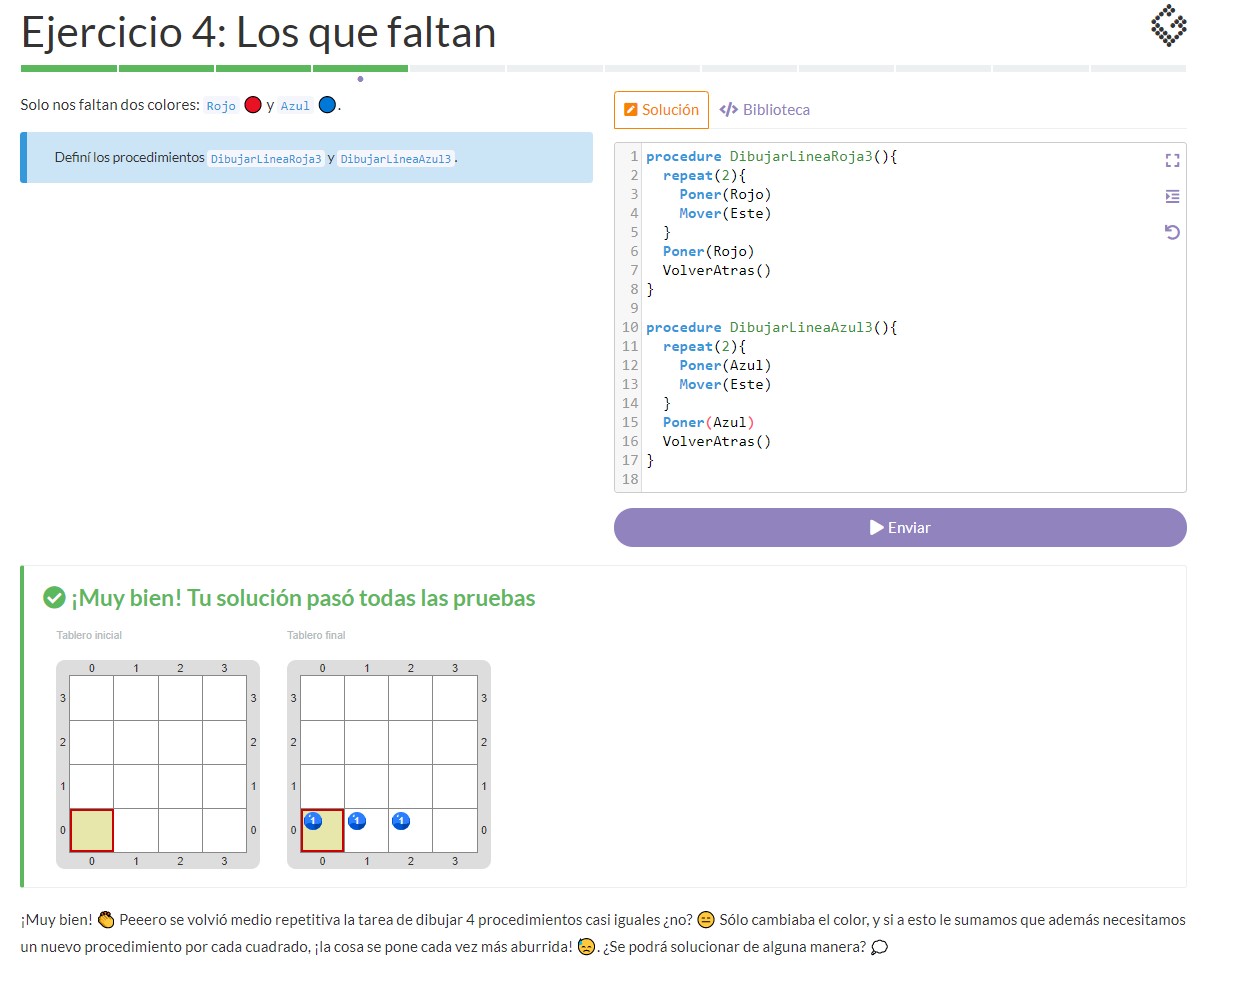 Ejercicio 4: Los que faltan
Solo nos faltan dos colores: Rojo y Azul .
Definí los procedimientos DibujarLineaRoja3 y DibujarLineaAzul3.
Solución </> Biblioteca
1 procedure DibujarLineaRoja3(){
2 repeat(2){
3 Poner(Rojo)
4 Mover(Este)
5 }
6 Poner(Rojo)
7 VolverAtras()
8 }
9
10 procedure DibujarLineaAzul3(){
11 repeat(2){
12 Poner(Azul)
13 Mover(Este)
14 }
15 Poner(Azul)
16 VolverAtras()
17 }
18
Enviar
¡Muy bien! Tu solución pasó todas las pruebas
Tablero inicial
0 1 2 3
3 3
2 2
1 1
0 0
0 1 2 3
Tablero final
0 1 2 3
3 3
2 2
1 1
0 1 1 1 0
0 1 2 3
¡Muy bien! 👏 Peeero se volvió medio repetitiva la tarea de dibujar 4 procedimientos casi iguales ¿no? 😑 Sólo cambiaba el color, y si a esto le sumamos que además necesitamos
un nuevo procedimiento por cada cuadrado, ¡la cosa se pone cada vez más aburrida! 😓. ¿Se podrá solucionar de alguna manera? 💭